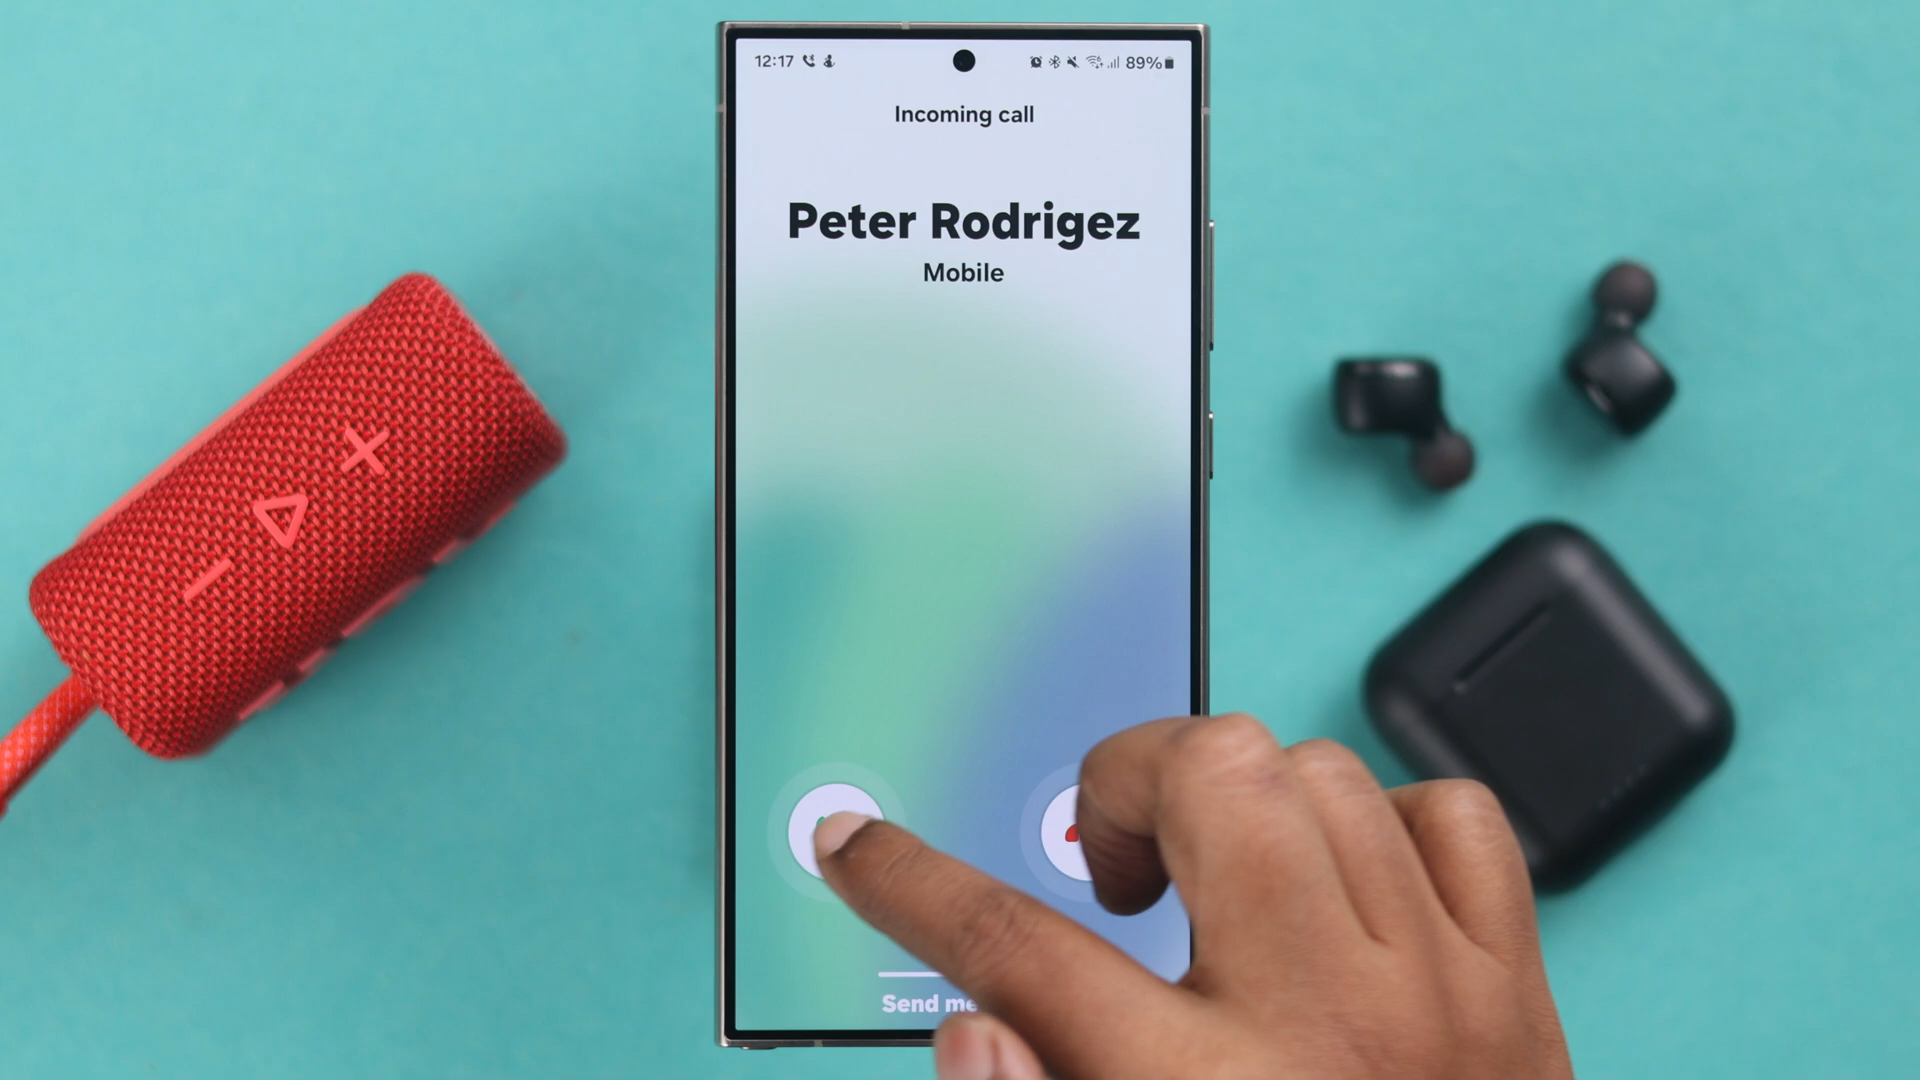 12:17 89%
Incoming call
Peter Rodrigez
Mobile
Send me